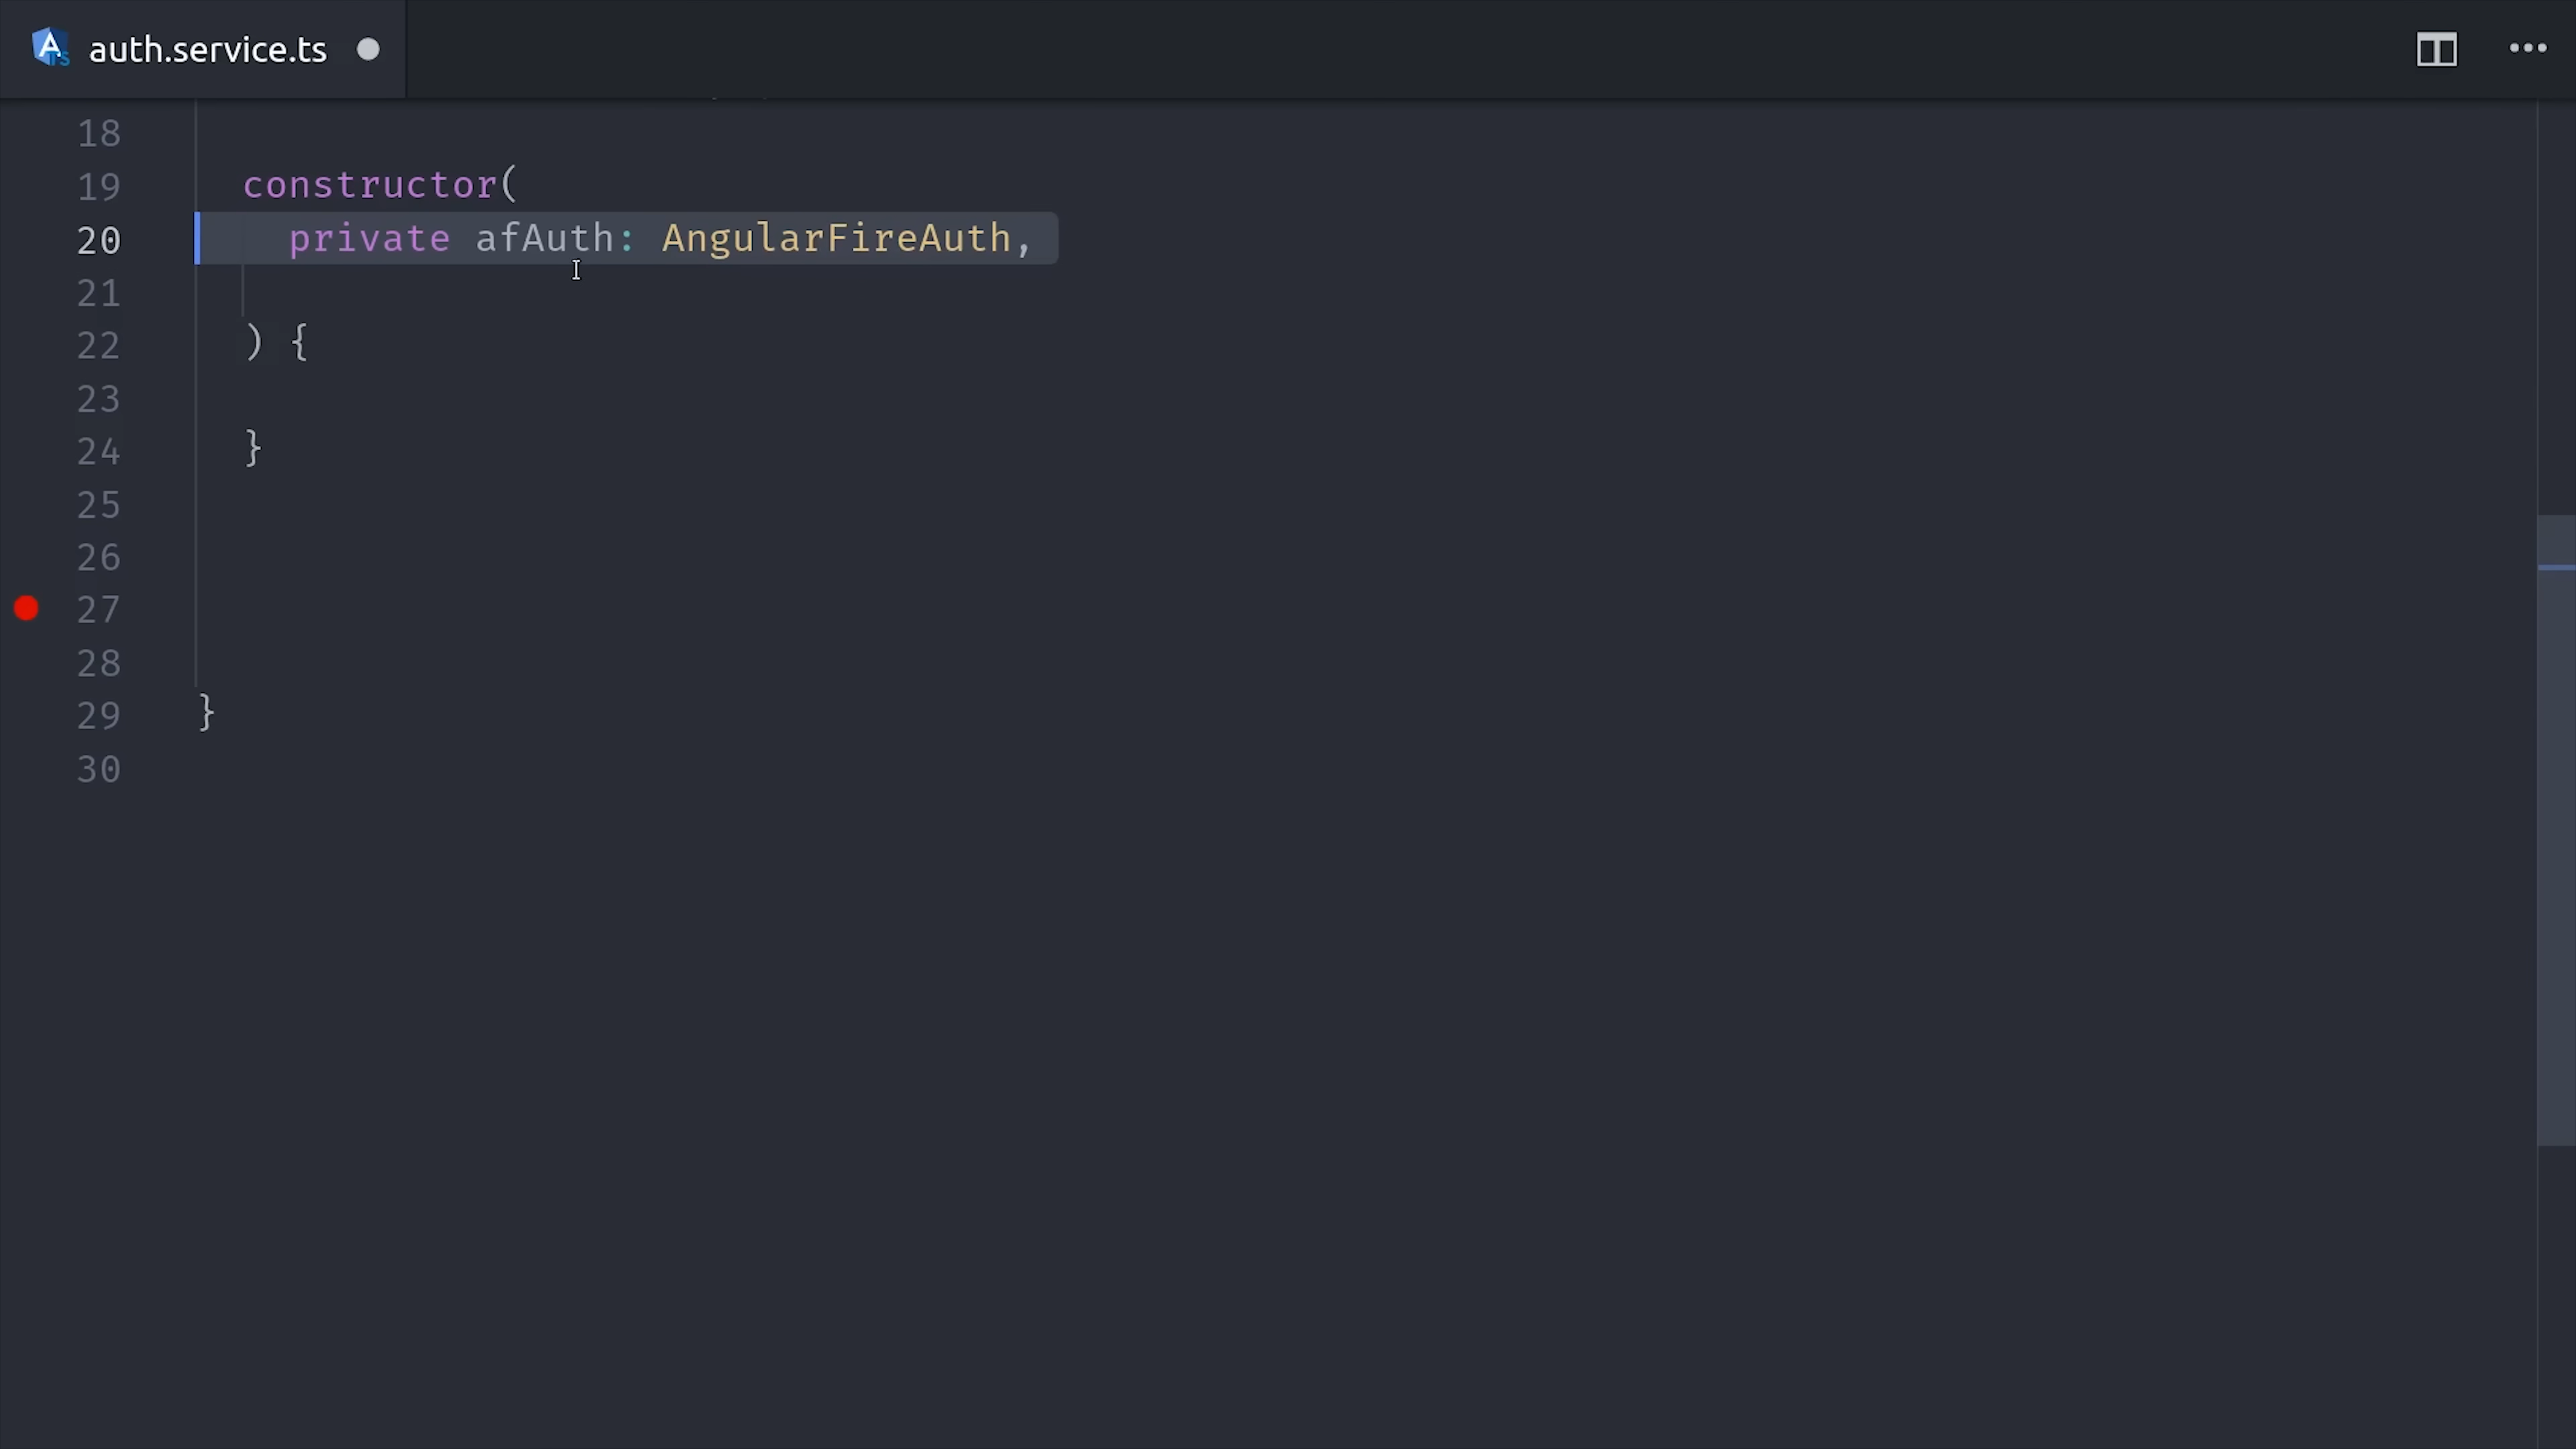 auth.service.ts
18
19 constructor(
20 private afAuth: AngularFireAuth,
21
22 ) {
23
24 }
25
26
27
28
29 }
30